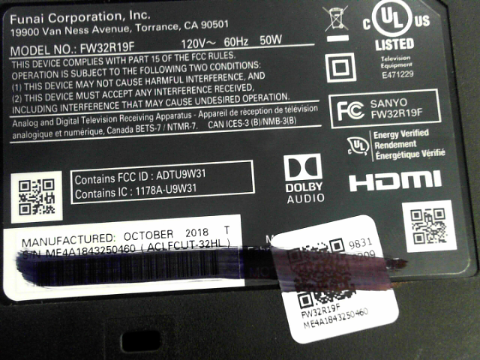 Funai Corporation, Inc.
19900 Van Ness Avenue, Torrance, CA 90501
MODEL NO.: FW32R19F 120V~ 60Hz 50W
THIS DEVICE COMPLIES WITH PART 15 OF THE FCC RULES.
OPERATION IS SUBJECT TO THE FOLLOWING TWO CONDITIONS:
(1) THIS DEVICE MAY NOT CAUSE HARMFUL INTERFERENCE, AND
(2) THIS DEVICE MUST ACCEPT ANY INTERFERENCE RECEIVED,
INCLUDING INTERFERENCE THAT MAY CAUSE UNDESIRED OPERATION.
Analog and Digital Television Receiving Apparatus - Appareil de réception de télévision
analogique et numérique, Canada BETS-7 / NTMR-7. CAN ICES-3 (B)/NMB-3(B)
c UL US
LISTED
Television
Equipment
E471229
FC SANYO
FW32R19F
UL Energy Verified
Rendement
Énergétique Vérifié
Contains FCC ID : ADTU9W31
Contains IC : 1178A-U9W31
DOLBY
AUDIO
HDMI
MANUFACTURED: OCTOBER 2018 T
ME4A1843250460 (ACLFCUT-32HL)
9831
FW32R19F
ME4A1843250460